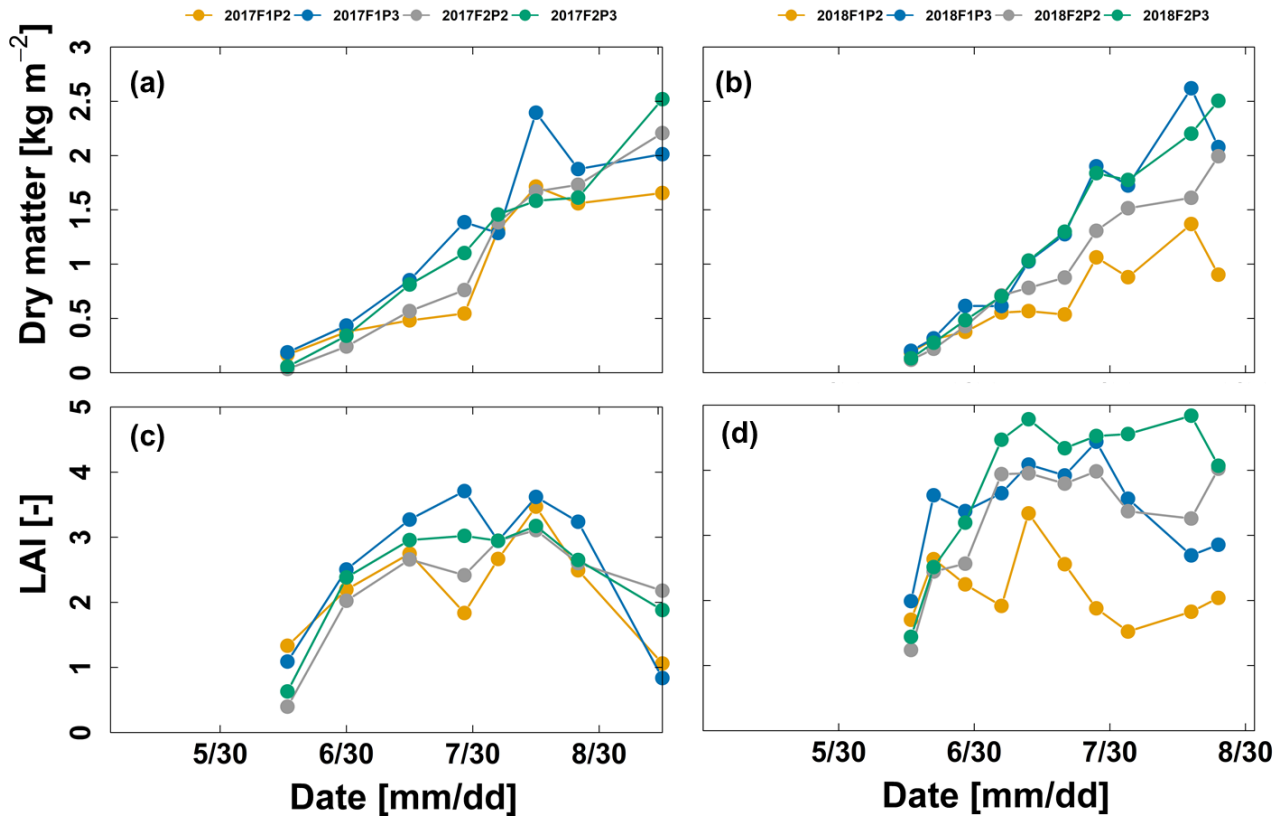 2017F1P2 2017F1P3 2017F2P2 2017F2P3
2018F1P2 2018F1P3 2018F2P2 2018F2P3
Dry matter [kg m⁻²]
3
2.5
2
1.5
1
0.5
0
(a)
(b)
LAI [-]
5
4
3
2
1
0
(c)
(d)
5/30 6/30 7/30 8/30
5/30 6/30 7/30 8/30
Date [mm/dd]
Date [mm/dd]